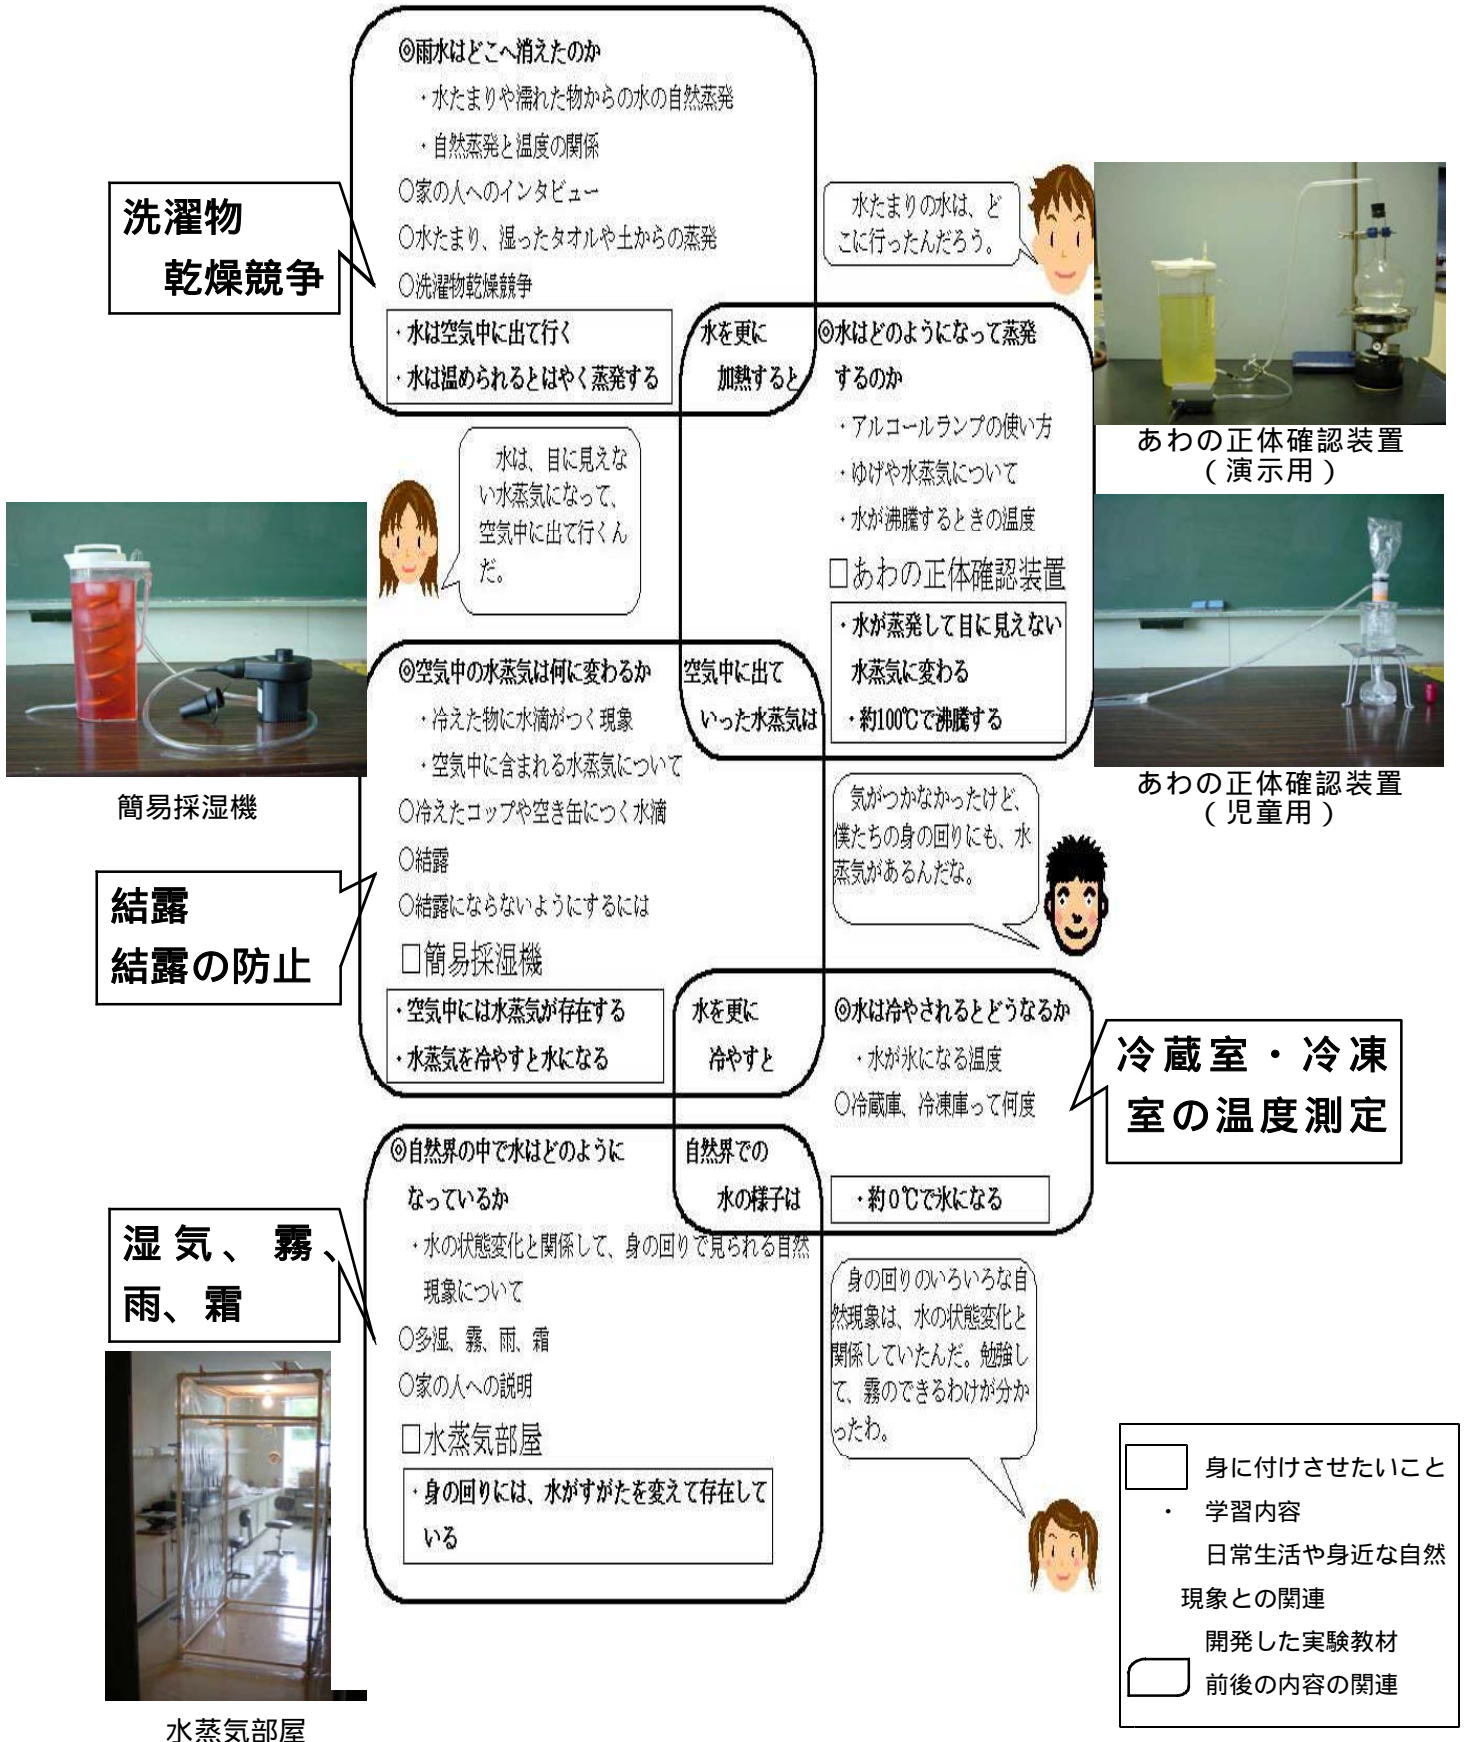 ◎雨水はどこへ消えたのか
・水たまりや濡れた物からの水の自然蒸発
・自然蒸発と温度の関係
○家の人へのインタビュー
○水たまり、湿ったタオルや土からの蒸発
○洗濯物乾燥競争
・水は空気中に出て行く
・水は温められるとはやく蒸発する
洗濯物
乾燥競争
水たまりの水は、ど
こに行ったんだろう。
水を更に
加熱すると
◎水はどのようになって蒸発
するのか
・アルコールランプの使い方
・ゆげや水蒸気について
・水が沸騰するときの温度
□あわの正体確認装置
・水が蒸発して目に見えない
水蒸気に変わる
・約100℃で沸騰する
あわの正体確認装置
(演示用)
あわの正体確認装置
(児童用)
水は、目に見えな
い水蒸気になって、
空気中に出て行くん
だ。
簡易採湿機
空気中に出て
いった水蒸気は
◎空気中の水蒸気は何に変わるか
・冷えた物に水滴がつく現象
・空気中に含まれる水蒸気について
○冷えたコップや空き缶につく水滴
○結露
○結露にならないようにするには
□簡易採湿機
・空気中には水蒸気が存在する
・水蒸気を冷やすと水になる
結露
結露の防止
気がつかなかったけど、
僕たちの身の回りにも、水
蒸気があるんだな。
水を更に
冷やすと
◎水は冷やされるとどうなるか
・水が氷になる温度
○冷蔵庫、冷凍庫って何度
・約0℃で氷になる
冷蔵室・冷凍
室の温度測定
自然界での
水の様子は
◎自然界の中で水はどのように
なっているか
・水の状態変化と関係して、身の回りで見られる自然
現象について
○多湿、霧、雨、霜
○家の人への説明
□水蒸気部屋
・身の回りには、水がすがたを変えて存在して
いる
湿気、霧、
雨、霜
水蒸気部屋
身の回りのいろいろな自
然現象は、水の状態変化と
関係していたんだ。勉強し
て、霧のできるわけが分か
ったわ。
身に付けさせたいこと
・ 学習内容
日常生活や身近な自然
現象との関連
開発した実験教材
前後の内容の関連